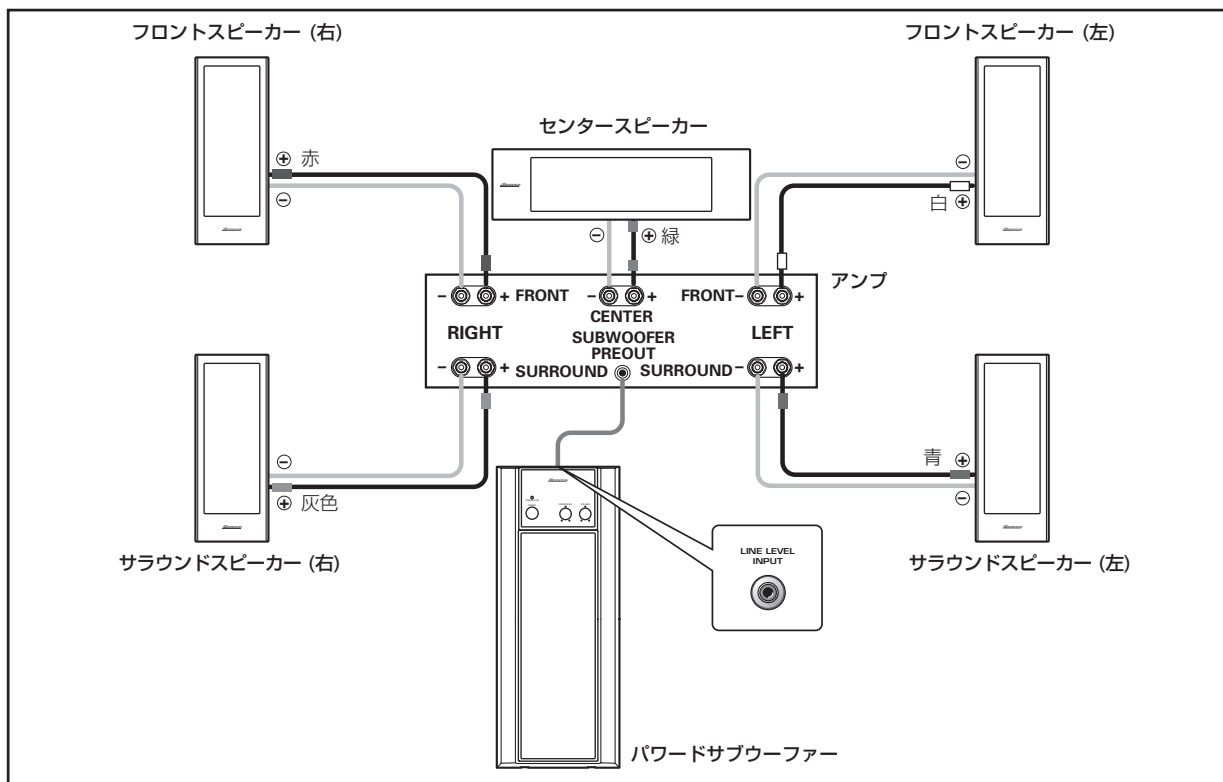 フロントスピーカー (右)
フロントスピーカー (左)
センタースピーカー
⊕ 赤
⊖
⊖
白 ⊕
⊖ ⊕ 緑
アンプ
− + FRONT
− +
CENTER
FRONT − +
RIGHT
SUBWOOFER
PREOUT
LEFT
− + SURROUND
SURROUND − +
⊖
⊕ 灰色
青 ⊕
⊖
サラウンドスピーカー (右)
サラウンドスピーカー (左)
LINE LEVEL
INPUT
パワードサブウーファー